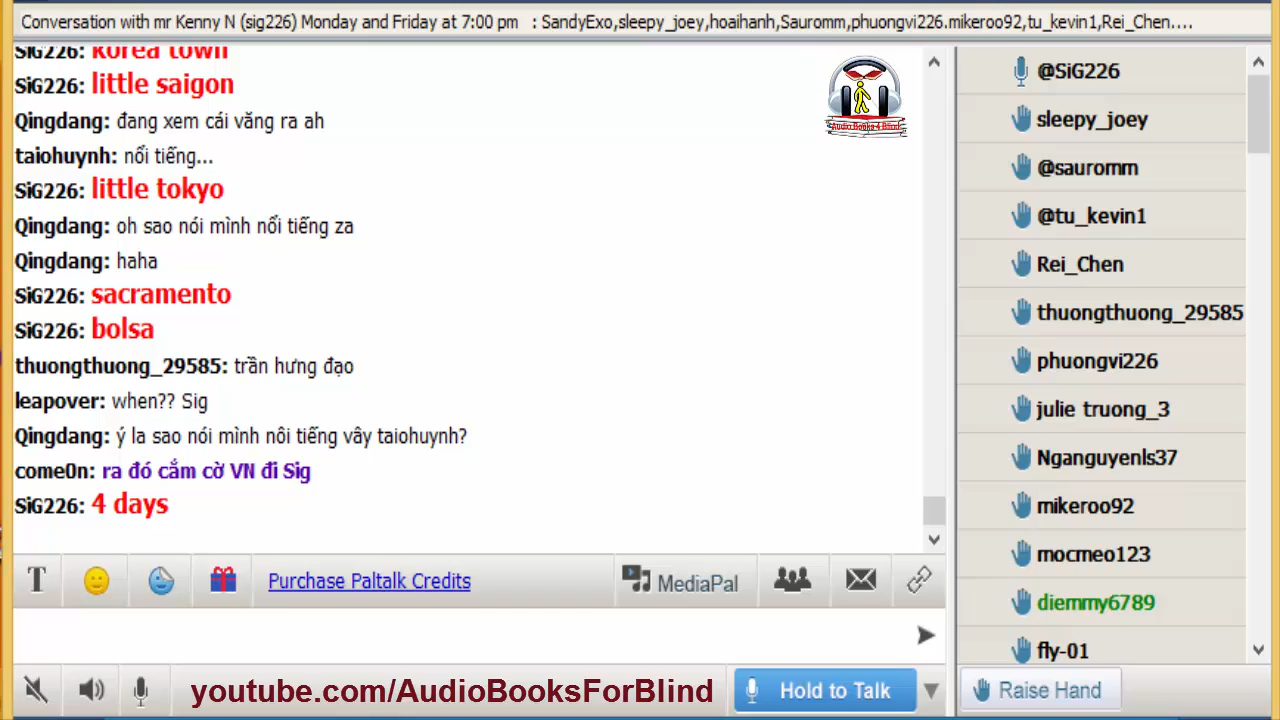 Conversation with mr Kenny N (sig226) Monday and Friday at 7:00 pm : SandyExo,sleepy_joey,hoaihanh,Sauromm,phuongvi226.mikeroo92,tu_kevin1,Rei_Chen....
SiG226: korea town
SiG226: little saigon
Qingdang: đang xem cái văng ra ah
taiohuynh: nổi tiếng...
SiG226: little tokyo
Qingdang: oh sao nói mình nổi tiếng za
Qingdang: haha
SiG226: sacramento
SiG226: bolsa
thuongthuong_29585: trần hưng đạo
leapover: when?? Sig
Qingdang: ý la sao nói mình nôi tiếng vây taiohuynh?
come0n: ra đó cắm cờ VN đi Sig
SiG226: 4 days
Audio Books 4 Blind
@SiG226
sleepy_joey
@sauromm
@tu_kevin1
Rei_Chen
thuongthuong_29585
phuongvi226
julie truong_3
Nganguyenls37
mikeroo92
mocmeo123
diemmy6789
fly-01
T
Purchase Paltalk Credits
MediaPal
youtube.com/AudioBooksForBlind
Hold to Talk
Raise Hand